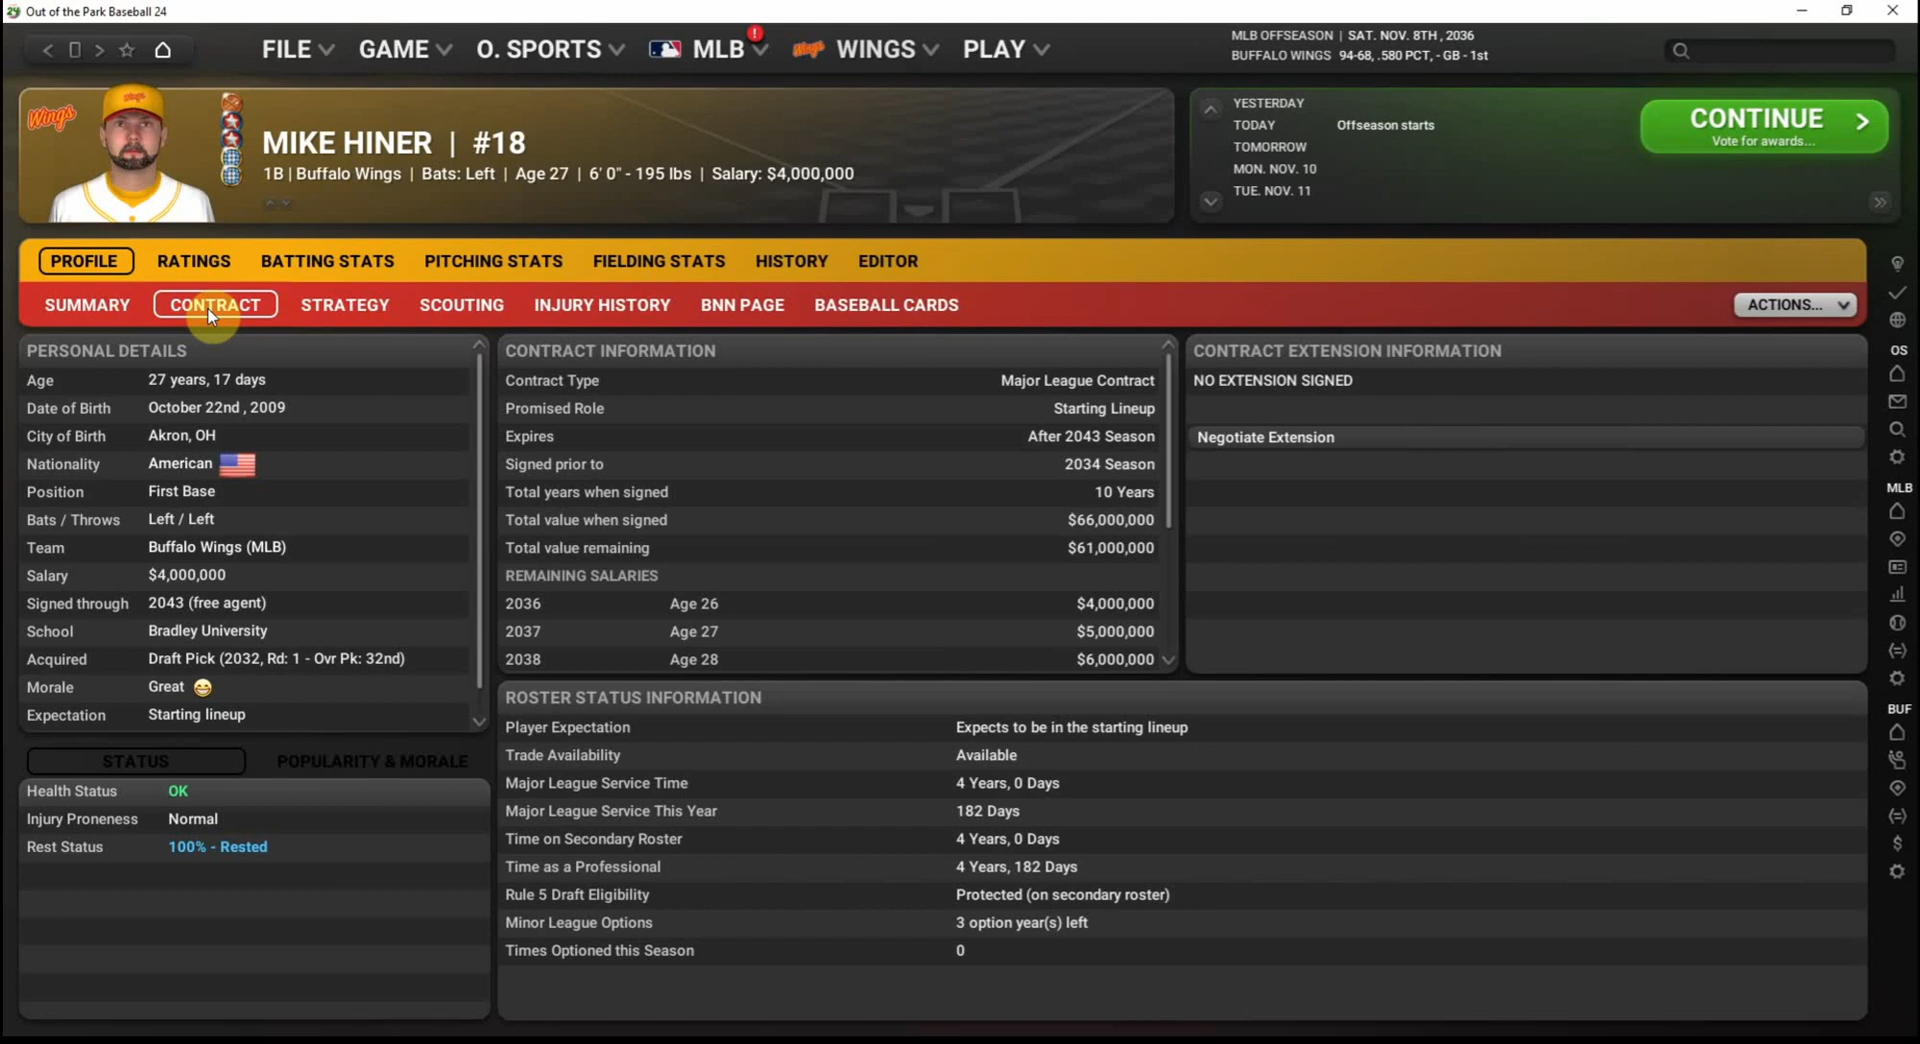 Out of the Park Baseball 24
FILE GAME O. SPORTS MLB ! WINGS PLAY
MLB OFFSEASON | SAT. NOV. 8TH , 2036
BUFFALO WINGS 94-68, .580 PCT, - GB - 1st
Wings
MIKE HINER | #18
1B | Buffalo Wings | Bats: Left | Age 27 | 6' 0" - 195 lbs | Salary: $4,000,000
YESTERDAY
TODAY Offseason starts
TOMORROW
MON. NOV. 10
TUE. NOV. 11
CONTINUE
Vote for awards...
PROFILE RATINGS BATTING STATS PITCHING STATS FIELDING STATS HISTORY EDITOR
SUMMARY CONTRACT STRATEGY SCOUTING INJURY HISTORY BNN PAGE BASEBALL CARDS ACTIONS...
PERSONAL DETAILS
Age 27 years, 17 days
Date of Birth October 22nd , 2009
City of Birth Akron, OH
Nationality American
Position First Base
Bats / Throws Left / Left
Team Buffalo Wings (MLB)
Salary $4,000,000
Signed through 2043 (free agent)
School Bradley University
Acquired Draft Pick (2032, Rd: 1 - Ovr Pk: 32nd)
Morale Great
Expectation Starting lineup
STATUS POPULARITY & MORALE
Health Status OK
Injury Proneness Normal
Rest Status 100% - Rested
CONTRACT INFORMATION
Contract Type Major League Contract
Promised Role Starting Lineup
Expires After 2043 Season
Signed prior to 2034 Season
Total years when signed 10 Years
Total value when signed $66,000,000
Total value remaining $61,000,000
REMAINING SALARIES
2036 Age 26 $4,000,000
2037 Age 27 $5,000,000
2038 Age 28 $6,000,000
CONTRACT EXTENSION INFORMATION
NO EXTENSION SIGNED
Negotiate Extension
ROSTER STATUS INFORMATION
Player Expectation Expects to be in the starting lineup
Trade Availability Available
Major League Service Time 4 Years, 0 Days
Major League Service This Year 182 Days
Time on Secondary Roster 4 Years, 0 Days
Time as a Professional 4 Years, 182 Days
Rule 5 Draft Eligibility Protected (on secondary roster)
Minor League Options 3 option year(s) left
Times Optioned this Season 0
OS
MLB
BUF